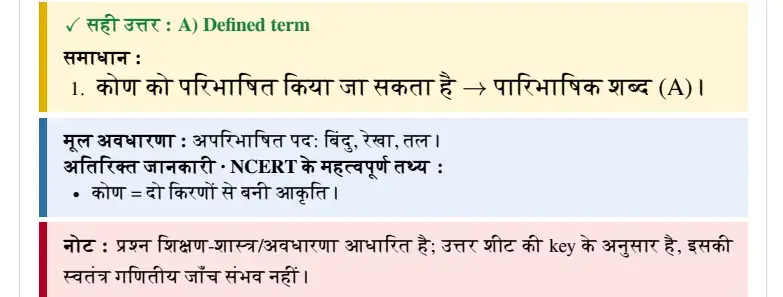 ✓ सही उत्तर : A) Defined term
समाधान :
1. कोण को परिभाषित किया जा सकता है → पारिभाषिक शब्द (A)।
मूल अवधारणा : अपरिभाषित पद: बिंदु, रेखा, तल।
अतिरिक्त जानकारी · NCERT के महत्वपूर्ण तथ्य :
• कोण = दो किरणों से बनी आकृति।
नोट : प्रश्न शिक्षण-शास्त्र/अवधारणा आधारित है; उत्तर शीट की key के अनुसार है, इसकी
स्वतंत्र गणितीय जाँच संभव नहीं।